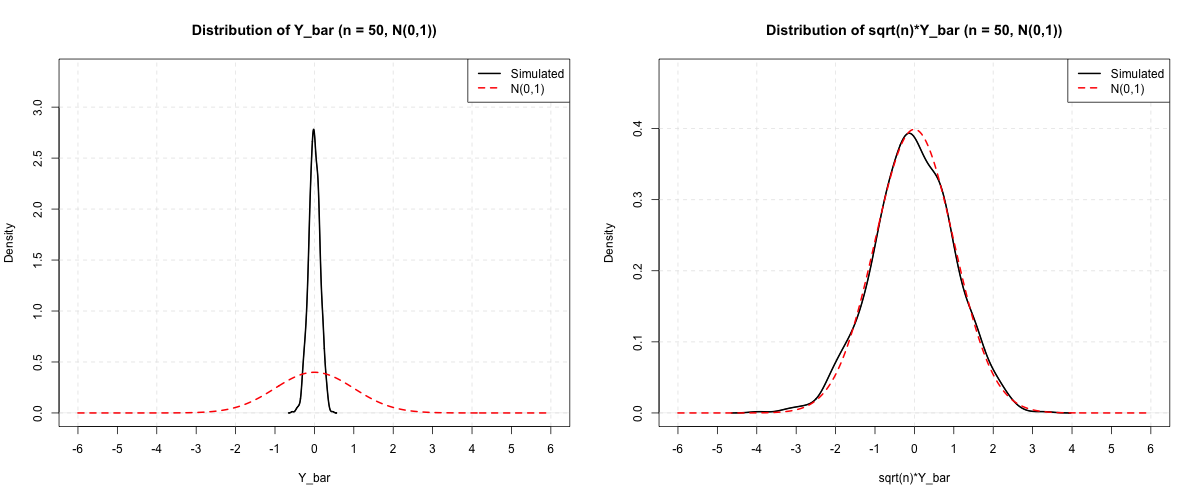 Distribution of Y_bar (n = 50, N(0,1))
Simulated
N(0,1)
Density
3.0
2.5
2.0
1.5
1.0
0.5
0.0
-6 -5 -4 -3 -2 -1 0 1 2 3 4 5 6
Y_bar
Distribution of sqrt(n)*Y_bar (n = 50, N(0,1))
Simulated
N(0,1)
Density
0.4
0.3
0.2
0.1
0.0
-6 -5 -4 -3 -2 -1 0 1 2 3 4 5 6
sqrt(n)*Y_bar